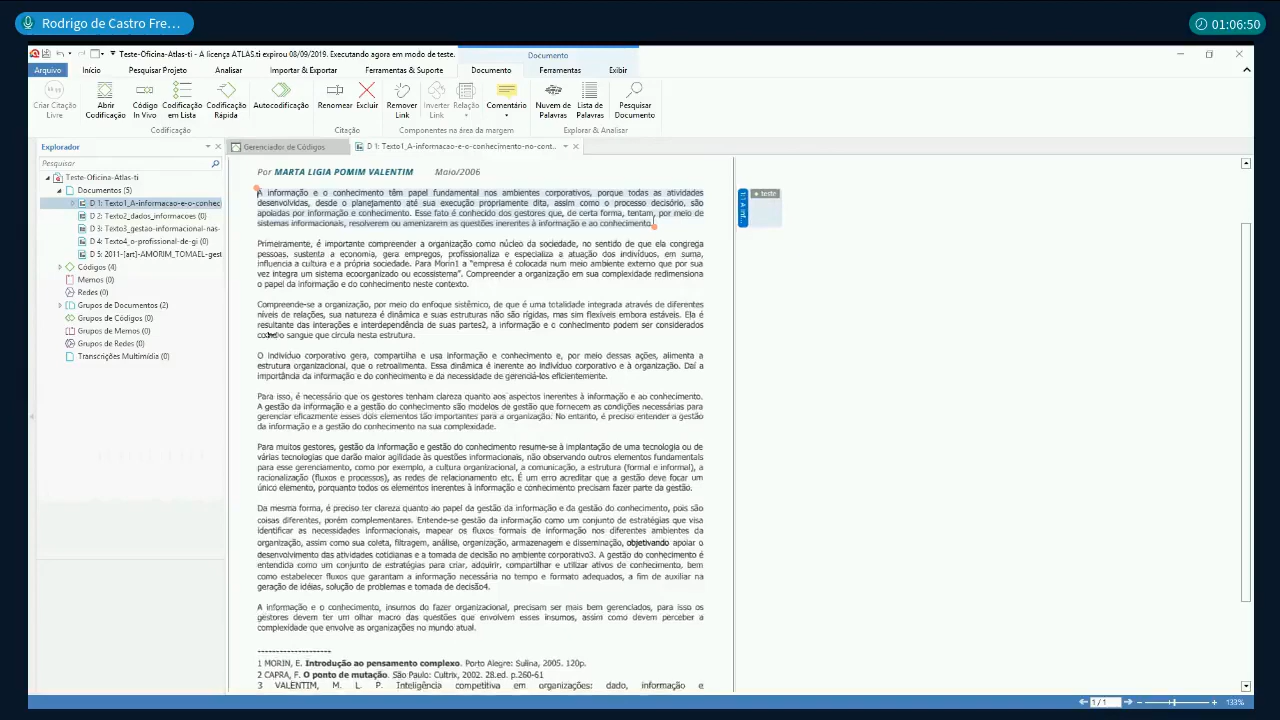 Rodrigo de Castro Fre...
01:06:50
Teste-Oficina-Atlas-ti - A licença ATLAS.ti expirou 08/09/2019. Executando agora em modo de teste.
Documento
Arquivo Início Pesquisar Projeto Analisar Importar & Exportar Ferramentas & Suporte Documento Ferramentas Exibir
Criar Citação Livre
Abrir Codificação
Código In Vivo
Codificação em Lista
Codificação Rápida
Autocodificação
Renomear
Excluir
Remover Link
Inverter Link
Relação
Comentário
Nuvem de Palavras
Lista de Palavras
Pesquisar Documento
Codificação
Citação
Componentes na área da margem
Explorar & Analisar
Explorador
Gerenciador de Códigos
D 1: Texto1_A-informacao-e-o-conhecimento-no-cont...
Pesquisar
Teste-Oficina-Atlas-ti
Documentos (5)
D 1: Texto1_A-informacao-e-o-conhec
D 2: Texto2_dados_informacoes (0)
D 3: Texto3_gestao-informacional-nas-
D 4: Texto4_o-profissional-de-gi (0)
D 5: 2011-[art]-AMORIM_TOMAEL-gest
Códigos (4)
Memos (0)
Redes (0)
Grupos de Documentos (2)
Grupos de Códigos (0)
Grupos de Memos (0)
Grupos de Redes (0)
Transcrições Multimídia (0)
Por MARTA LIGIA POMIM VALENTIM Maio/2006
A informação e o conhecimento têm papel fundamental nos ambientes corporativos, porque todas as atividades
desenvolvidas, desde o planejamento até sua execução propriamente dita, assim como o processo decisório, são
apoiadas por informação e conhecimento. Esse fato é conhecido dos gestores que, de certa forma, tentam, por meio de
sistemas informacionais, resolverem ou amenizarem as questões inerentes à informação e ao conhecimento.
Primeiramente, é importante compreender a organização como núcleo da sociedade, no sentido de que ela congrega
pessoas, sustenta a economia, gera empregos, profissionaliza e especializa a atuação dos indivíduos, em suma,
influencia a cultura e a própria sociedade. Para Morin1 a "empresa é colocada num meio ambiente externo que por sua
vez integra um sistema ecoorganizado ou ecossistema". Compreender a organização em sua complexidade redimensiona
o papel da informação e do conhecimento neste contexto.
Compreende-se a organização, por meio do enfoque sistêmico, de que é uma totalidade integrada através de diferentes
níveis de relações, sua natureza é dinâmica e suas estruturas não são rígidas, mas sim flexíveis embora estáveis. Ela é
resultante das interações e interdependência de suas partes2, a informação e o conhecimento podem ser considerados
como o sangue que circula nesta estrutura.
O indivíduo corporativo gera, compartilha e usa informação e conhecimento e, por meio dessas ações, alimenta a
estrutura organizacional, que o retroalimenta. Essa dinâmica é inerente ao indivíduo corporativo e à organização. Daí a
importância da informação e do conhecimento e da necessidade de gerenciá-los eficientemente.
Para isso, é necessário que os gestores tenham clareza quanto aos aspectos inerentes à informação e ao conhecimento.
A gestão da informação e a gestão do conhecimento são modelos de gestão que fornecem as condições necessárias para
gerenciar eficazmente esses dois elementos tão importantes para a organização. No entanto, é preciso entender a gestão
da informação e a gestão do conhecimento na sua complexidade.
Para muitos gestores, gestão da informação e gestão do conhecimento resume-se à implantação de uma tecnologia ou de
várias tecnologias que darão maior agilidade às questões informacionais, não observando outros elementos fundamentais
para esse gerenciamento, como por exemplo, a cultura organizacional, a comunicação, a estrutura (formal e informal), a
racionalização (fluxos e processos), as redes de relacionamento etc. É um erro acreditar que a gestão deve focar um
único elemento, porquanto todos os elementos inerentes à informação e conhecimento precisam fazer parte da gestão.
Da mesma forma, é preciso ter clareza quanto ao papel da gestão da informação e da gestão do conhecimento, pois são
coisas diferentes, porém complementares. Entende-se gestão da informação como um conjunto de estratégias que visa
identificar as necessidades informacionais, mapear os fluxos formais de informação nos diferentes ambientes da
organização, assim como sua coleta, filtragem, análise, organização, armazenagem e disseminação, objetivando apoiar o
desenvolvimento das atividades cotidianas e a tomada de decisão no ambiente corporativo3. A gestão do conhecimento é
entendida como um conjunto de estratégias para criar, adquirir, compartilhar e utilizar ativos de conhecimento, bem
como estabelecer fluxos que garantam a informação necessária no tempo e formato adequados, a fim de auxiliar na
geração de idéias, solução de problemas e tomada de decisão4.
A informação e o conhecimento, insumos do fazer organizacional, precisam ser mais bem gerenciados, para isso os
gestores devem ter um olhar macro das questões que envolvem esses insumos, assim como devem perceber a
complexidade que envolve as organizações no mundo atual.
--------------------
1 MORIN, E. Introdução ao pensamento complexo. Porto Alegre: Sulina, 2005. 120p.
2 CAPRA, F. O ponto de mutação. São Paulo: Cultrix, 2002. 28.ed. p.260-61
3 VALENTIM, M. L. P. Inteligência competitiva em organizações: dado, informação e
teste
1 / 1
133%